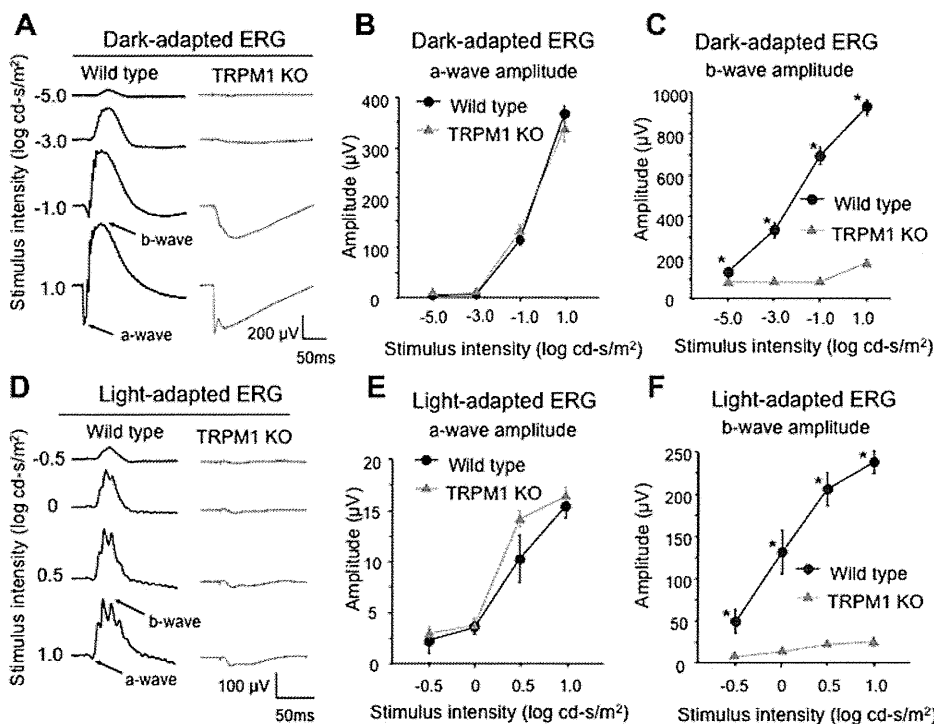 A
Dark-adapted ERG
Wild type
TRPM1 KO
Stimulus intensity (log cd-s/m²)
-5.0
-3.0
-1.0
b-wave
1.0
a-wave
200 µV
50ms
B
Dark-adapted ERG
a-wave amplitude
Wild type
TRPM1 KO
Amplitude (µV)
400
300
100
0
-5.0 -3.0 -1.0 1.0
Stimulus intensity (log cd-s/m²)
C
Dark-adapted ERG
b-wave amplitude
Wild type
TRPM1 KO
Amplitude (µV)
1000
800
600
400
200
0
* * * *
-5.0 -3.0 -1.0 1.0
Stimulus intensity (log cd-s/m²)
D
Light-adapted ERG
Wild type
TRPM1 KO
Stimulus intensity (log cd-s/m²)
-0.5
0
0.5
b-wave
1.0
a-wave
100 µV
50ms
E
Light-adapted ERG
a-wave amplitude
Wild type
TRPM1 KO
Amplitude (µV)
20
15
10
5
0
-0.5 0 0.5 1.0
Stimulus intensity (log cd-s/m²)
F
Light-adapted ERG
b-wave amplitude
Wild type
TRPM1 KO
Amplitude (µV)
250
200
150
100
50
0
* * * *
-0.5 0 0.5 1.0
Stimulus intensity (log cd-s/m²)